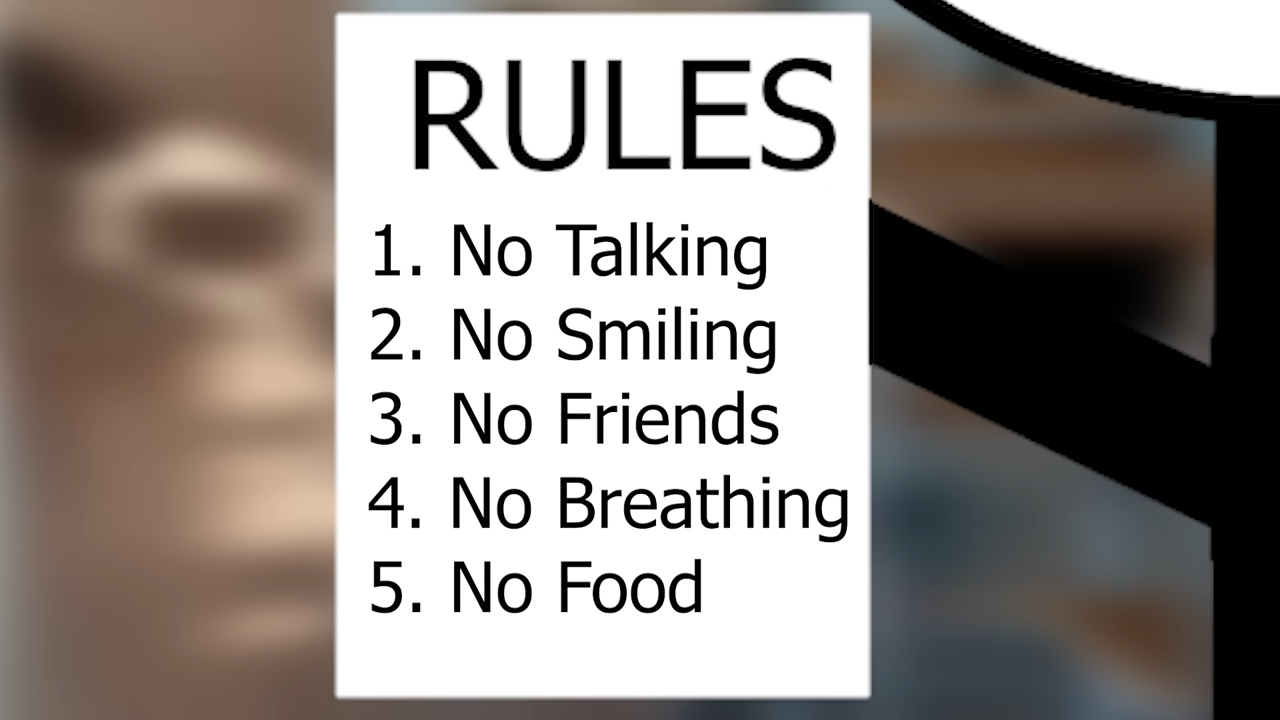 RULES
1. No Talking
2. No Smiling
3. No Friends
4. No Breathing
5. No Food